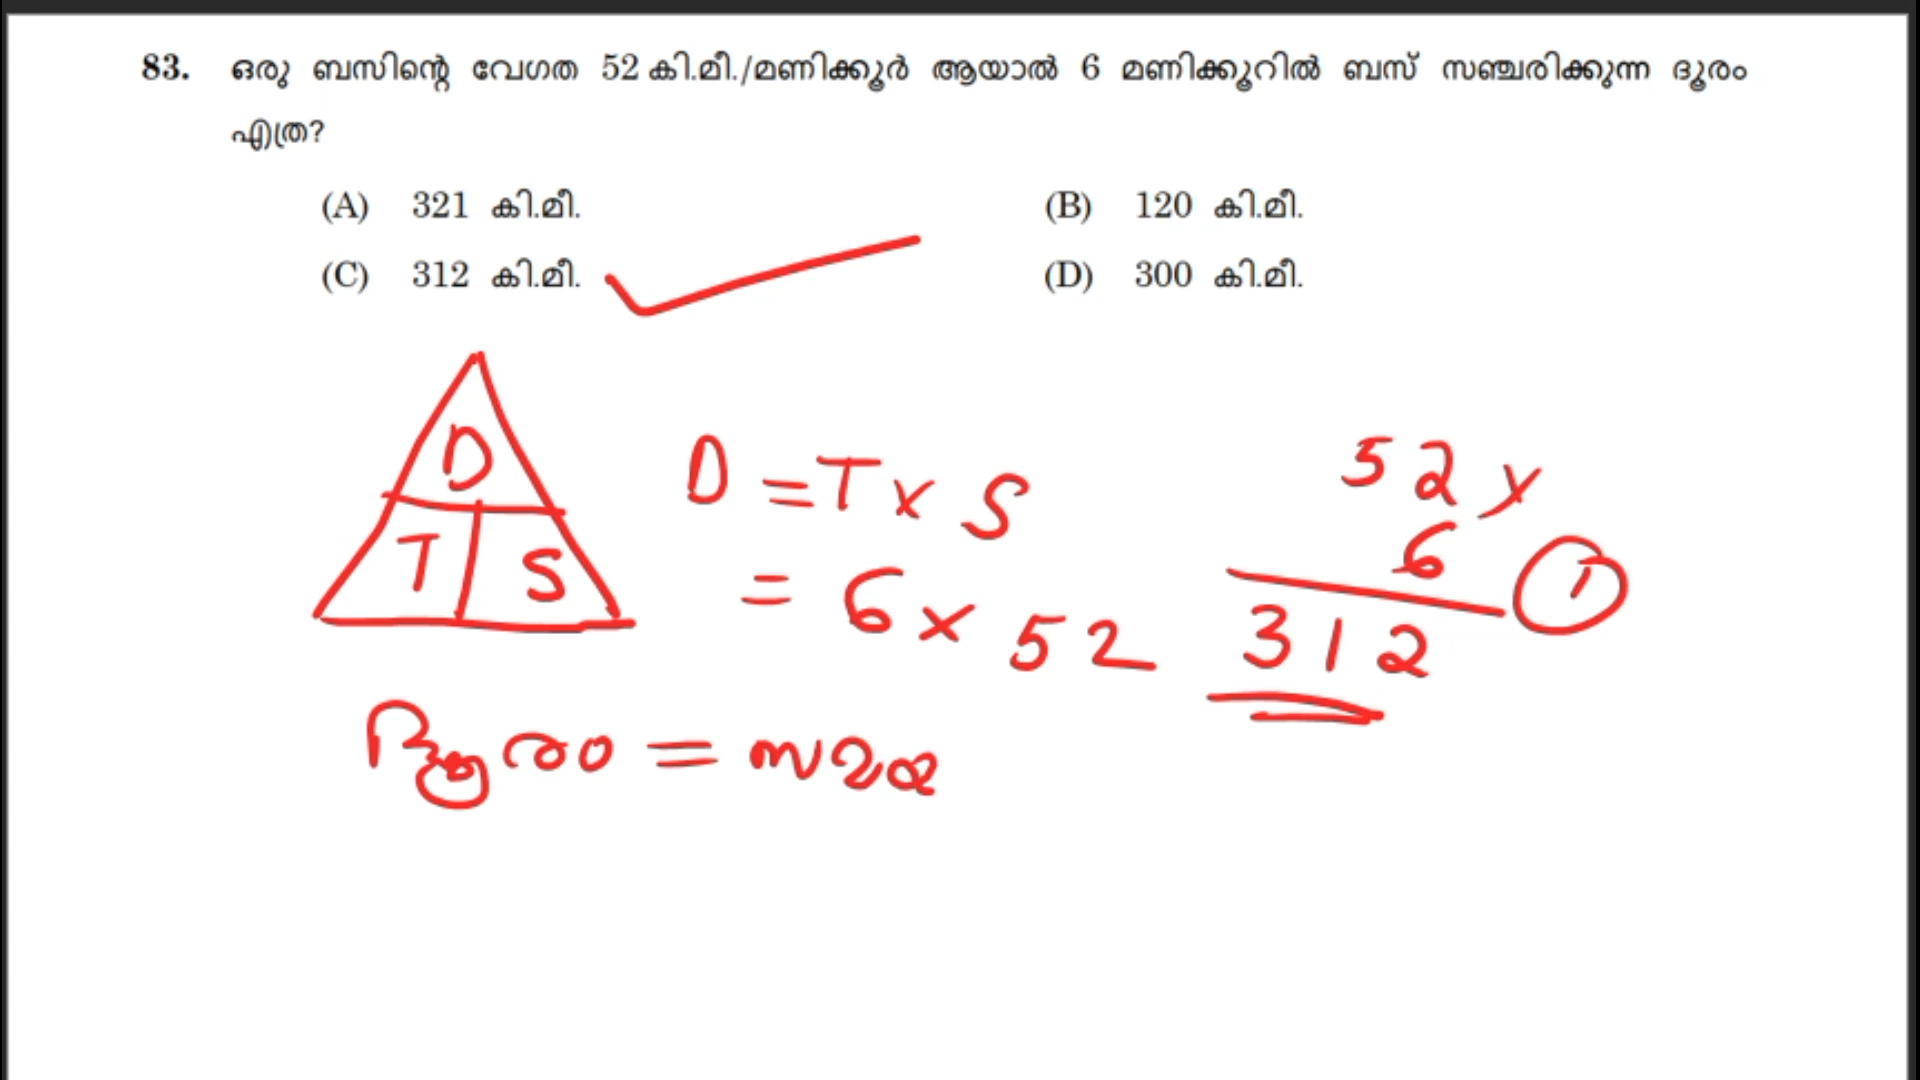 83. ഒരു ബസിന്റെ വേഗത 52 കി.മീ./മണിക്കൂർ ആയാൽ 6 മണിക്കൂറിൽ ബസ് സഞ്ചരിക്കുന്ന ദൂരം
എത്ര?
(A) 321 കി.മീ. (B) 120 കി.മീ.
(C) 312 കി.മീ. (D) 300 കി.മീ.
D
T S
D = T x S
= 6 x 52
52 x
6 1
312
ദൂരം = സമയ